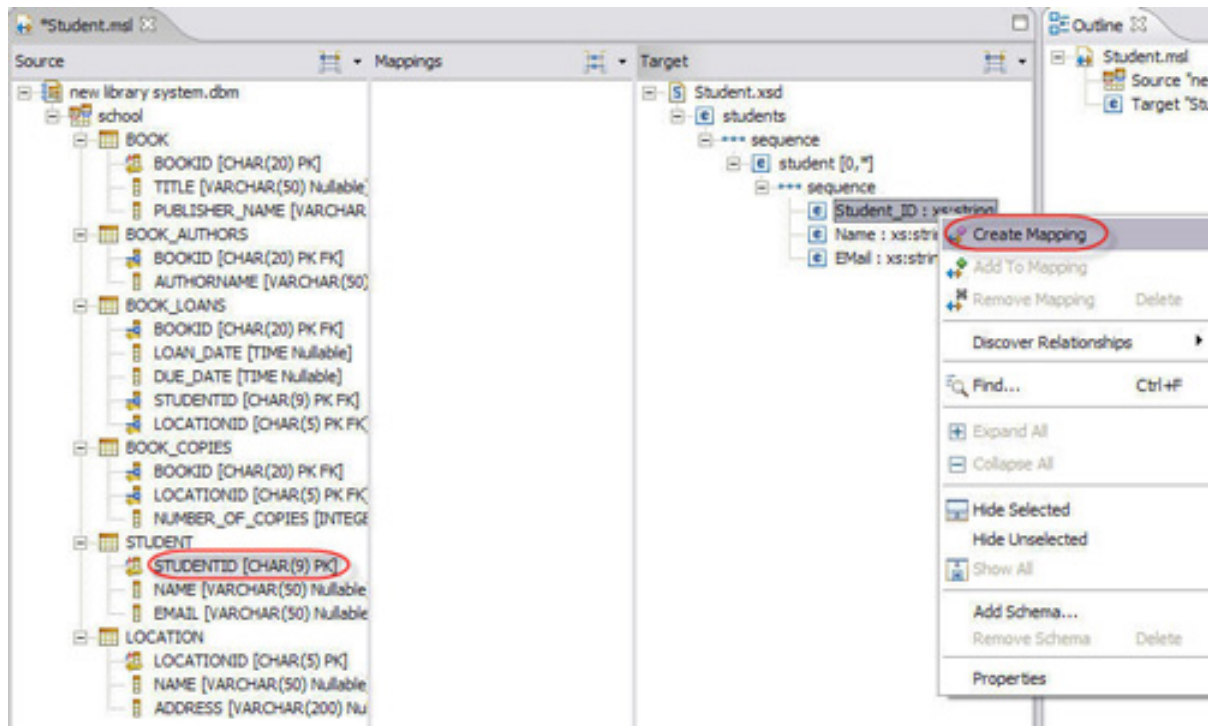 *Student.msl
Source
Mappings
Target
new library system.dbm
school
BOOK
BOOKID [CHAR(20) PK]
TITLE [VARCHAR(50) Nullable]
PUBLISHER_NAME [VARCHAR
BOOK_AUTHORS
BOOKID [CHAR(20) PK FK]
AUTHORNAME [VARCHAR(50)
BOOK_LOANS
BOOKID [CHAR(20) PK FK]
LOAN_DATE [TIME Nullable]
DUE_DATE [TIME Nullable]
STUDENTID [CHAR(9) PK FK]
LOCATIONID [CHAR(5) PK FK
BOOK_COPIES
BOOKID [CHAR(20) PK FK]
LOCATIONID [CHAR(5) PK FK
NUMBER_OF_COPIES [INTEGE
STUDENT
STUDENTID [CHAR(9) PK]
NAME [VARCHAR(50) Nullable
EMAIL [VARCHAR(50) Nullable
LOCATION
LOCATIONID [CHAR(5) PK]
NAME [VARCHAR(50) Nullable
ADDRESS [VARCHAR(200) Nu
Student.xsd
students
sequence
student [0,*]
sequence
Student_ID : xs:string
Name : xs:strin
EMail : xs:strin
Create Mapping
Add To Mapping
Remove Mapping Delete
Discover Relationships
Find... Ctrl+F
Expand All
Collapse All
Hide Selected
Hide Unselected
Show All
Add Schema...
Remove Schema Delete
Properties
Outline
Student.msl
Source "ne
Target "Stu